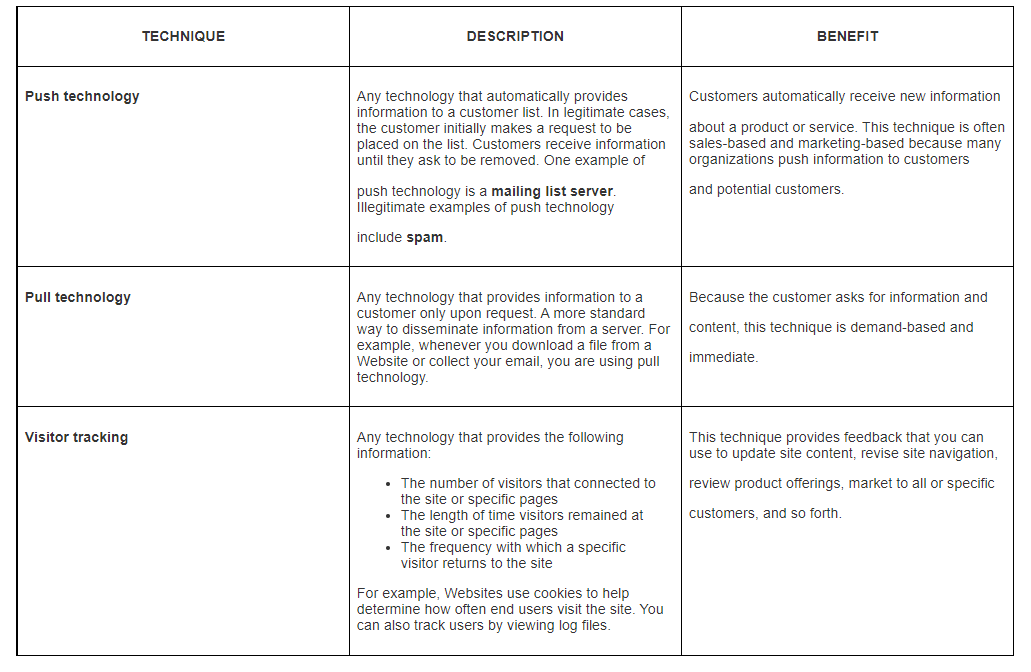 TECHNIQUE
DESCRIPTION
BENEFIT
Push technology
Any technology that automatically provides
information to a customer list. In legitimate cases,
the customer initially makes a request to be
placed on the list. Customers receive information
until they ask to be removed. One example of
push technology is a mailing list server.
Illegitimate examples of push technology
include spam.
Customers automatically receive new information
about a product or service. This technique is often
sales-based and marketing-based because many
organizations push information to customers
and potential customers.
Pull technology
Any technology that provides information to a
customer only upon request. A more standard
way to disseminate information from a server. For
example, whenever you download a file from a
Website or collect your email, you are using pull
technology.
Because the customer asks for information and
content, this technique is demand-based and
immediate.
Visitor tracking
Any technology that provides the following
information:
• The number of visitors that connected to
the site or specific pages
• The length of time visitors remained at
the site or specific pages
• The frequency with which a specific
visitor returns to the site
For example, Websites use cookies to help
determine how often end users visit the site. You
can also track users by viewing log files.
This technique provides feedback that you can
use to update site content, revise site navigation,
review product offerings, market to all or specific
customers, and so forth.